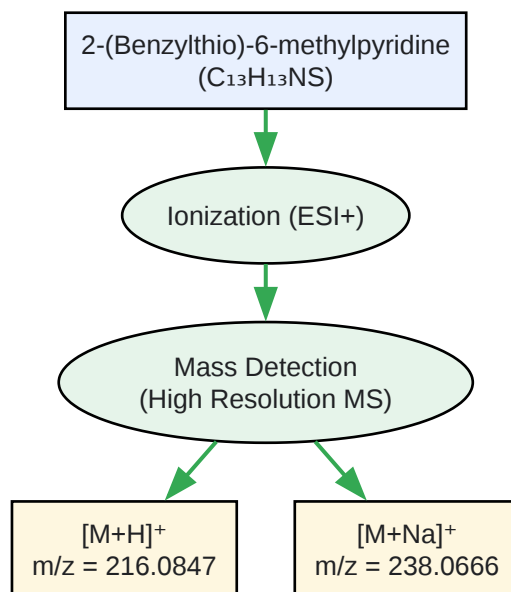 2-(Benzylthio)-6-methylpyridine
(C₁₃H₁₃NS)
Ionization (ESI+)
Mass Detection
(High Resolution MS)
[M+H]⁺
m/z = 216.0847
[M+Na]⁺
m/z = 238.0666